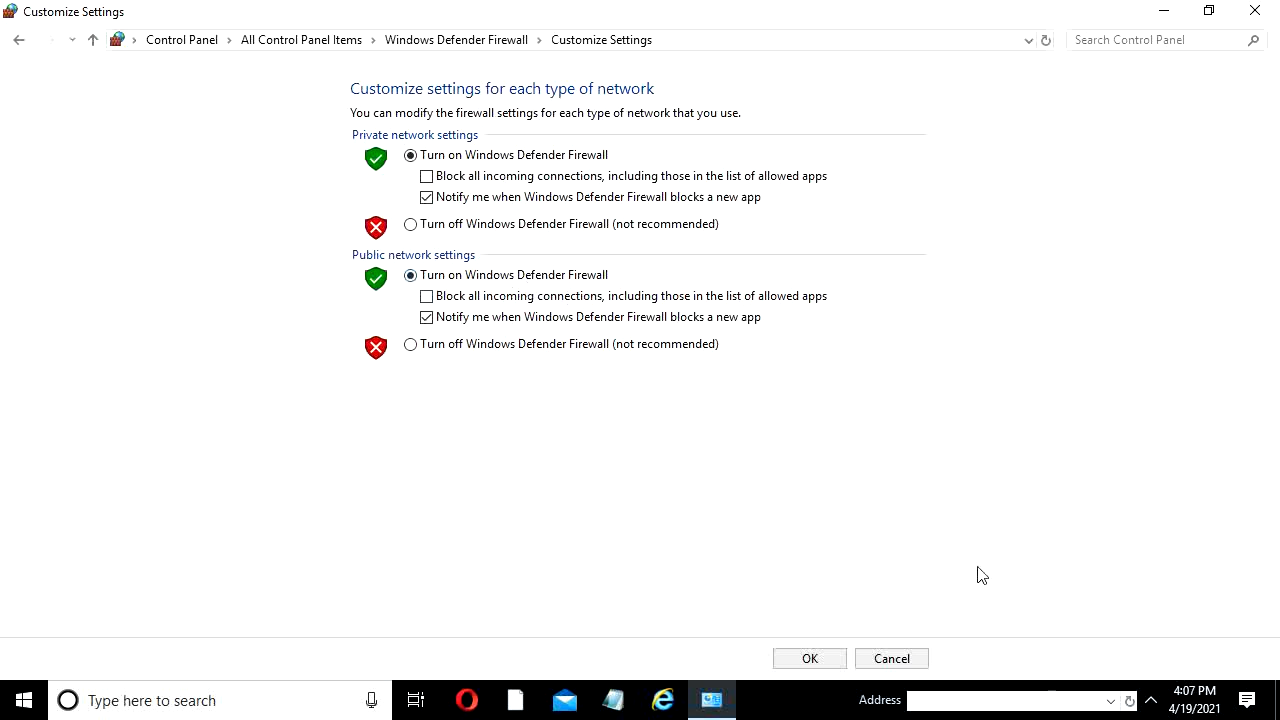 Customize Settings
Control Panel > All Control Panel Items > Windows Defender Firewall > Customize Settings
Search Control Panel
Customize settings for each type of network
You can modify the firewall settings for each type of network that you use.
Private network settings
Turn on Windows Defender Firewall
Block all incoming connections, including those in the list of allowed apps
Notify me when Windows Defender Firewall blocks a new app
Turn off Windows Defender Firewall (not recommended)
Public network settings
Turn on Windows Defender Firewall
Block all incoming connections, including those in the list of allowed apps
Notify me when Windows Defender Firewall blocks a new app
Turn off Windows Defender Firewall (not recommended)
OK
Cancel
Type here to search
Address
4:07 PM
4/19/2021